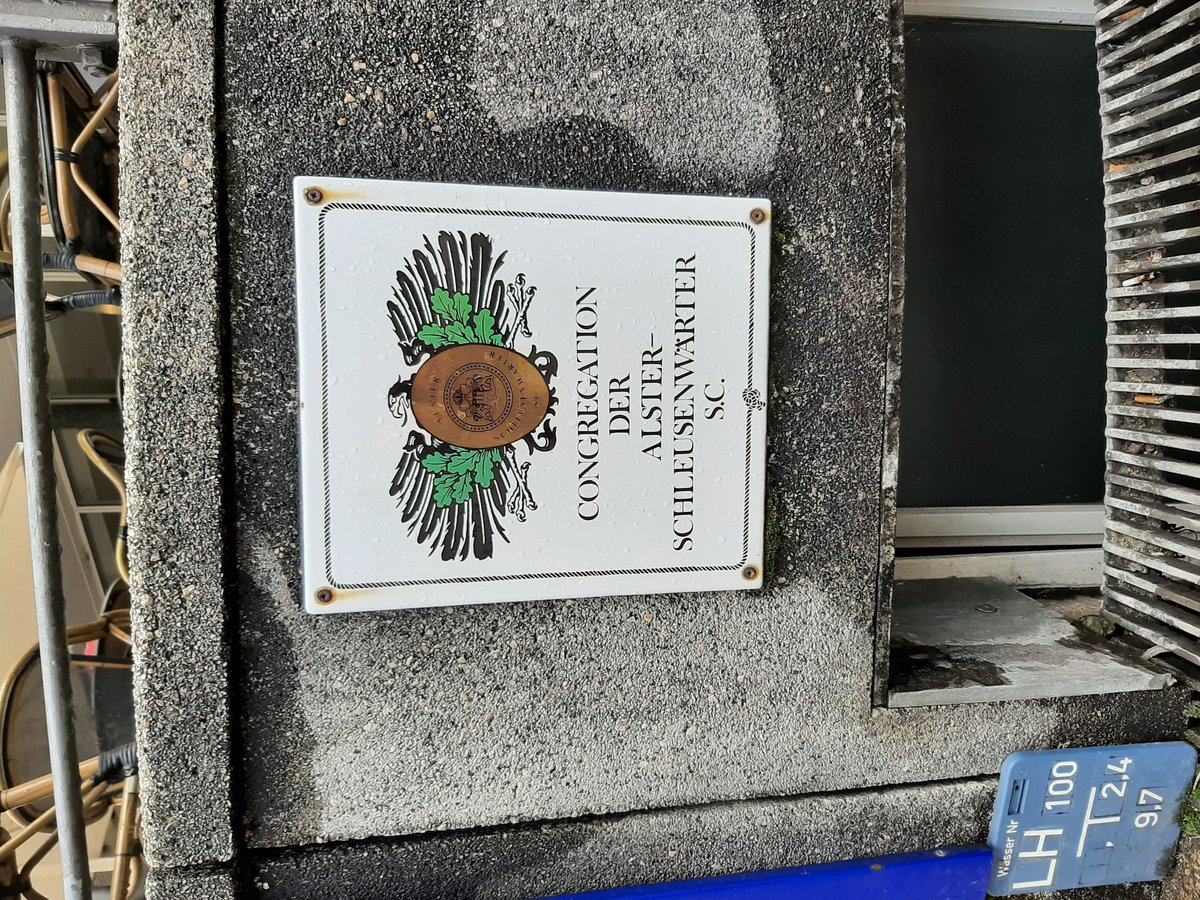 CONGREGATION
DER
ALSTER–
SCHLEUSENWÄRTER
S.C.
Wasser Nr
LH 100
2,4
9,7